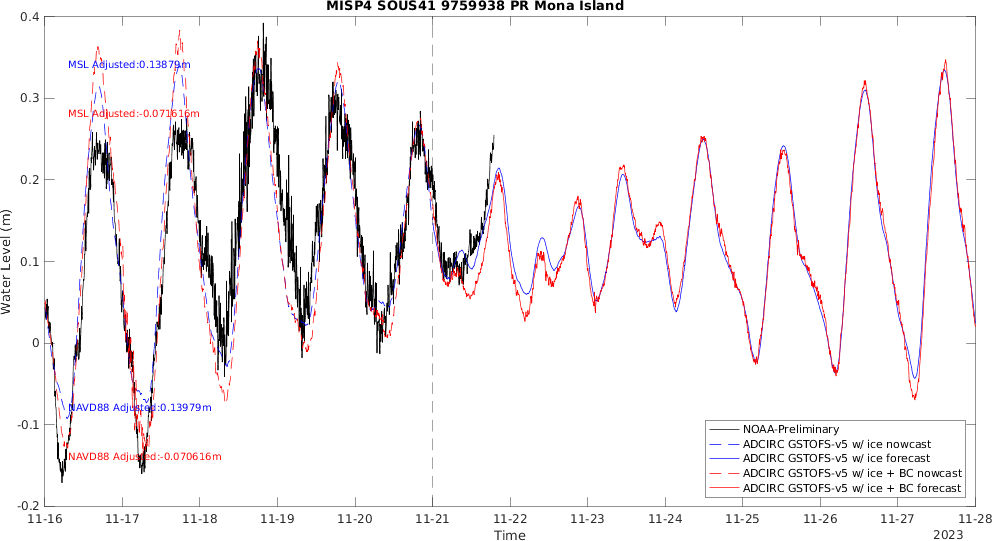 MISP4 SOUS41 9759938 PR Mona Island
0.4
0.3
0.2
0.1
0
-0.1
-0.2
Water Level (m)
MSL Adjusted:0.13879m
MSL Adjusted:-0.071616m
NAVD88 Adjusted:0.13979m
NAVD88 Adjusted:-0.070616m
NOAA-Preliminary
ADCIRC GSTOFS-v5 w/ ice nowcast
ADCIRC GSTOFS-v5 w/ ice forecast
ADCIRC GSTOFS-v5 w/ ice + BC nowcast
ADCIRC GSTOFS-v5 w/ ice + BC forecast
11-16 11-17 11-18 11-19 11-20 11-21 11-22 11-23 11-24 11-25 11-26 11-27 11-28
Time
2023